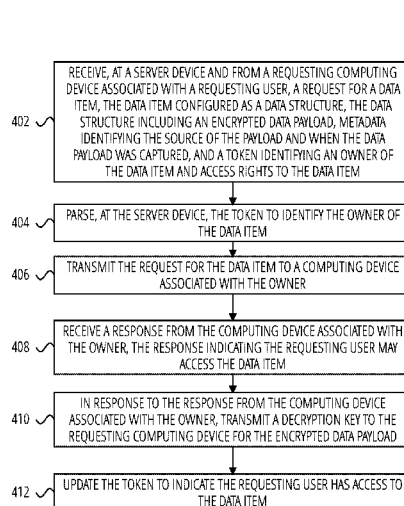 RECEIVE, AT A SERVER DEVICE AND FROM A REQUESTING COMPUTING
DEVICE ASSOCIATED WITH A REQUESTING USER, A REQUEST FOR A DATA
ITEM, THE DATA ITEM CONFIGURED AS A DATA STRUCTURE, THE DATA
STRUCTURE INCLUDING AN ENCRYPTED DATA PAYLOAD, METADATA
402 IDENTIFYING THE SOURCE OF THE PAYLOAD AND WHEN THE DATA
PAYLOAD WAS CAPTURED, AND A TOKEN IDENTIFYING AN OWNER OF
THE DATA ITEM AND ACCESS RIGHTS TO THE DATA ITEM
404 PARSE, AT THE SERVER DEVICE, THE TOKEN TO IDENTIFY THE OWNER OF
THE DATA ITEM
406 TRANSMIT THE REQUEST FOR THE DATA ITEM TO A COMPUTING DEVICE
ASSOCIATED WITH THE OWNER
RECEIVE A RESPONSE FROM THE COMPUTING DEVICE ASSOCIATED WITH
408 THE OWNER, THE RESPONSE INDICATING THE REQUESTING USER MAY
ACCESS THE DATA ITEM
IN RESPONSE TO THE RESPONSE FROM THE COMPUTING DEVICE
410 ASSOCIATED WITH THE OWNER, TRANSMIT A DECRYPTION KEY TO THE
REQUESTING COMPUTING DEVICE FOR THE ENCRYPTED DATA PAYLOAD
412 UPDATE THE TOKEN TO INDICATE THE REQUESTING USER HAS ACCESS TO
THE DATA ITEM